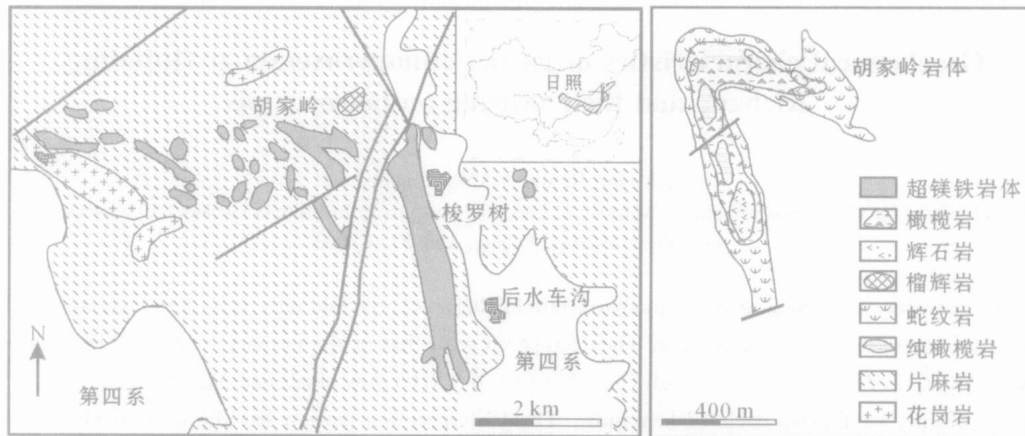 日照
胡家岭
梭罗树
后水车沟
N
第四系
第四系
2 km
胡家岭岩体
超镁铁岩体
橄榄岩
辉石岩
榴辉岩
蛇纹岩
纯橄榄岩
片麻岩
花岗岩
400 m